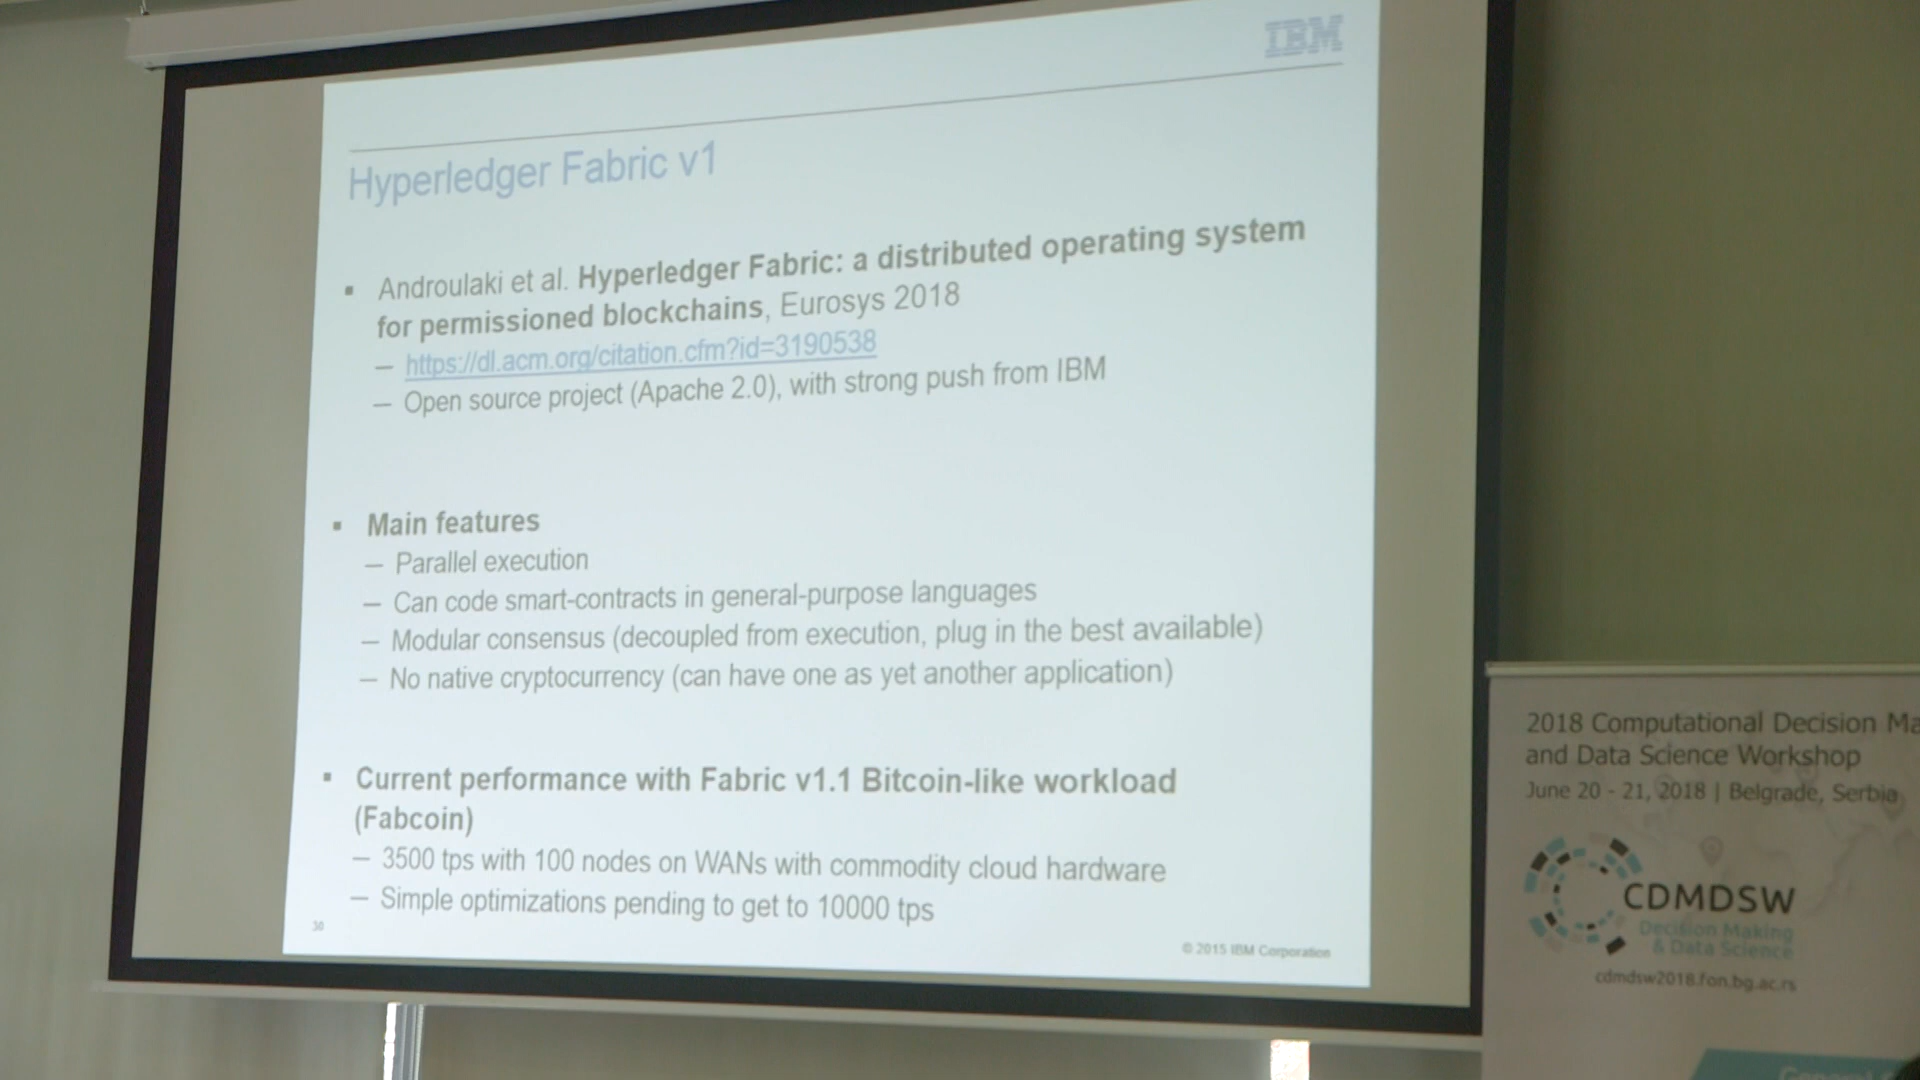 IBM
Hyperledger Fabric v1
▪ Androulaki et al. Hyperledger Fabric: a distributed operating system
for permissioned blockchains, Eurosys 2018
– https://dl.acm.org/citation.cfm?id=3190538
– Open source project (Apache 2.0), with strong push from IBM
▪ Main features
– Parallel execution
– Can code smart-contracts in general-purpose languages
– Modular consensus (decoupled from execution, plug in the best available)
– No native cryptocurrency (can have one as yet another application)
▪ Current performance with Fabric v1.1 Bitcoin-like workload
(Fabcoin)
– 3500 tps with 100 nodes on WANs with commodity cloud hardware
– Simple optimizations pending to get to 10000 tps
30
© 2015 IBM Corporation
2018 Computational Decision Ma
and Data Science Workshop
June 20 - 21, 2018 | Belgrade, Serbia
CDMDSW
Decision Making
& Data Science
cdmdsw2018.fon.bg.ac.rs